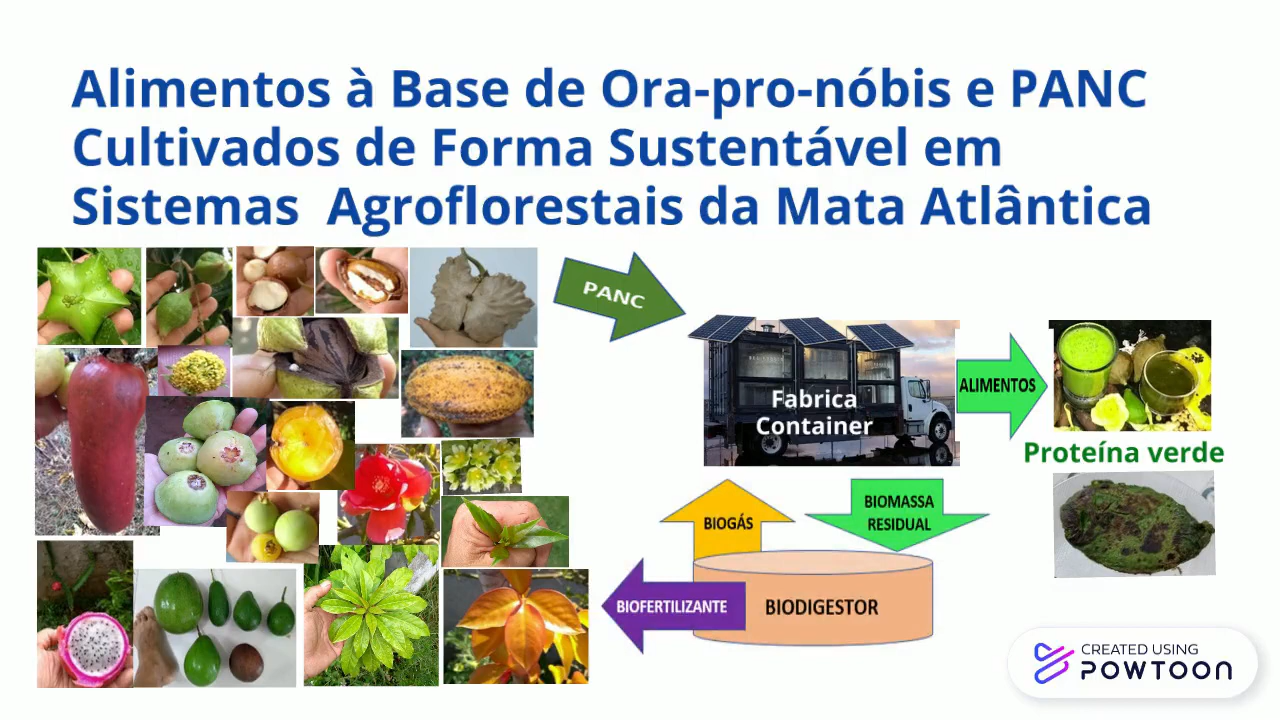 Alimentos à Base de Ora-pro-nóbis e PANC
Cultivados de Forma Sustentável em
Sistemas Agroflorestais da Mata Atlântica
PANC
Fabrica
Container
ALIMENTOS
Proteína verde
BIOGÁS
BIOMASSA
RESIDUAL
BIOFERTILIZANTE
BIODIGESTOR
CREATED USING
POWTOON